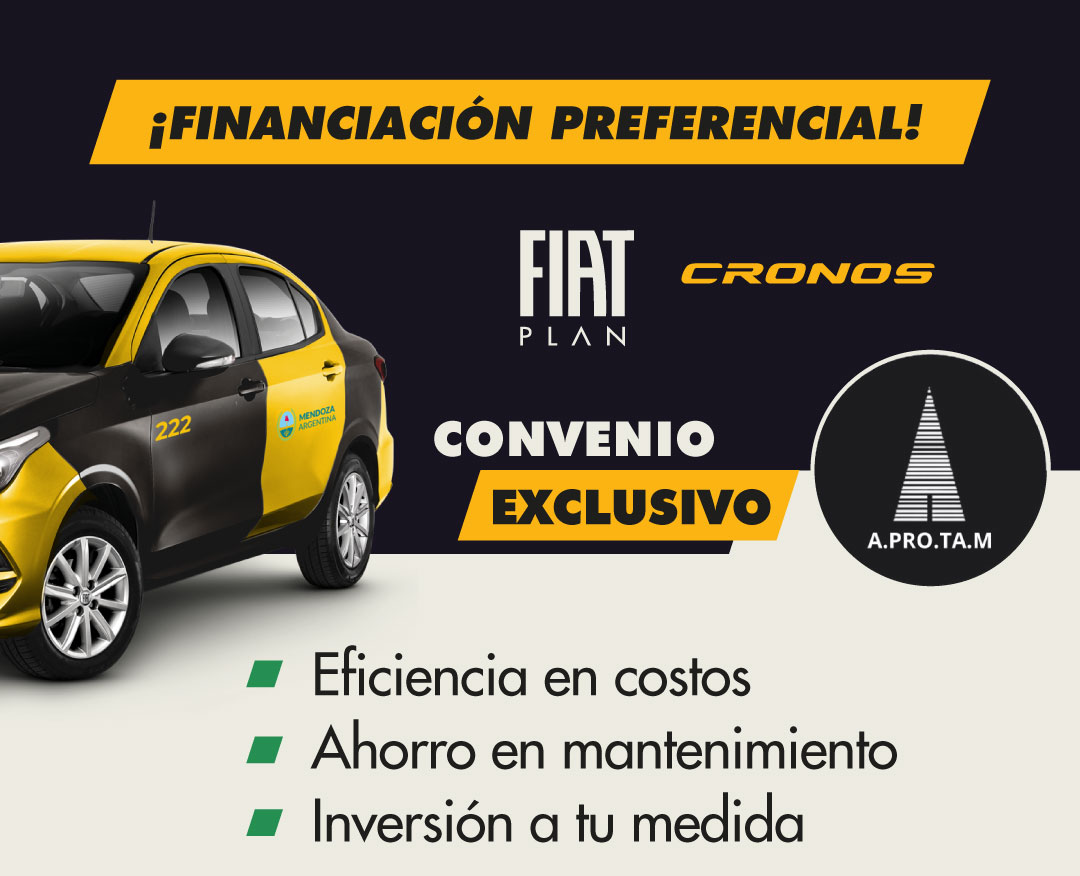 ¡FINANCIACIÓN PREFERENCIAL!
FIAT
PLAN
CRONOS
222
MENDOZA
ARGENTINA
CONVENIO
EXCLUSIVO
A.PRO.TA.M
Eficiencia en costos
Ahorro en mantenimiento
Inversión a tu medida